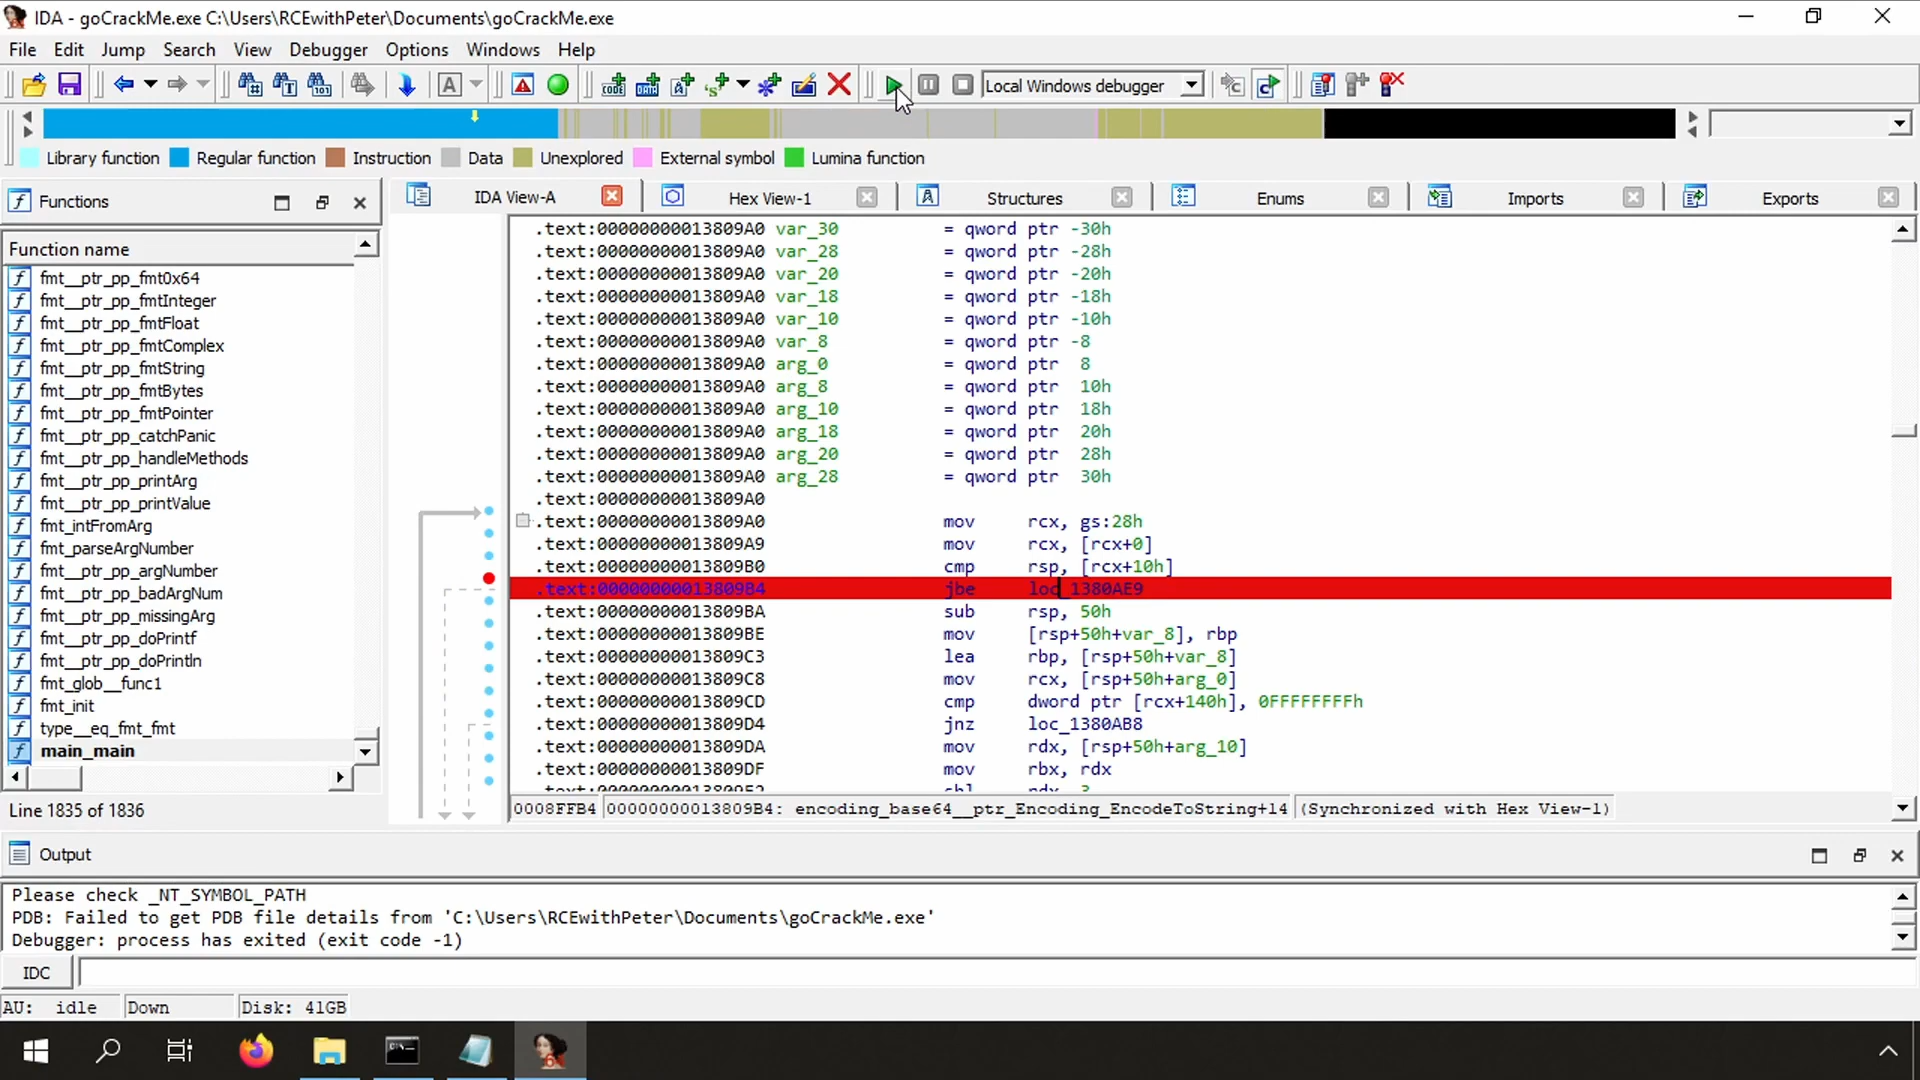 IDA - goCrackMe.exe C:\Users\RCEwithPeter\Documents\goCrackMe.exe
File Edit Jump Search View Debugger Options Windows Help
Local Windows debugger
Library function Regular function Instruction Data Unexplored External symbol Lumina function
Functions
Function name
fmt__ptr_pp_fmt0x64
fmt__ptr_pp_fmtInteger
fmt__ptr_pp_fmtFloat
fmt__ptr_pp_fmtComplex
fmt__ptr_pp_fmtString
fmt__ptr_pp_fmtBytes
fmt__ptr_pp_fmtPointer
fmt__ptr_pp_catchPanic
fmt__ptr_pp_handleMethods
fmt__ptr_pp_printArg
fmt__ptr_pp_printValue
fmt_intFromArg
fmt_parseArgNumber
fmt__ptr_pp_argNumber
fmt__ptr_pp_badArgNum
fmt__ptr_pp_missingArg
fmt__ptr_pp_doPrintf
fmt__ptr_pp_doPrintln
fmt_glob__func1
fmt_init
type__eq_fmt_fmt
main_main
Line 1835 of 1836
IDA View-A Hex View-1 Structures Enums Imports Exports
.text:00000000013809A0 var_30 = qword ptr -30h
.text:00000000013809A0 var_28 = qword ptr -28h
.text:00000000013809A0 var_20 = qword ptr -20h
.text:00000000013809A0 var_18 = qword ptr -18h
.text:00000000013809A0 var_10 = qword ptr -10h
.text:00000000013809A0 var_8 = qword ptr -8
.text:00000000013809A0 arg_0 = qword ptr 8
.text:00000000013809A0 arg_8 = qword ptr 10h
.text:00000000013809A0 arg_10 = qword ptr 18h
.text:00000000013809A0 arg_18 = qword ptr 20h
.text:00000000013809A0 arg_20 = qword ptr 28h
.text:00000000013809A0 arg_28 = qword ptr 30h
.text:00000000013809A0
.text:00000000013809A0 mov rcx, gs:28h
.text:00000000013809A9 mov rcx, [rcx+0]
.text:00000000013809B0 cmp rsp, [rcx+10h]
.text:00000000013809B4 jbe loc_1380AE9
.text:00000000013809BA sub rsp, 50h
.text:00000000013809BE mov [rsp+50h+var_8], rbp
.text:00000000013809C3 lea rbp, [rsp+50h+var_8]
.text:00000000013809C8 mov rcx, [rsp+50h+arg_0]
.text:00000000013809CD cmp dword ptr [rcx+140h], 0FFFFFFFFh
.text:00000000013809D4 jnz loc_1380AB8
.text:00000000013809DA mov rdx, [rsp+50h+arg_10]
.text:00000000013809DF mov rbx, rdx
.text:00000000013809E2 shl rdx, 3
0008FFB4 00000000013809B4: encoding_base64__ptr_Encoding_EncodeToString+14 (Synchronized with Hex View-1)
Output
Please check _NT_SYMBOL_PATH
PDB: Failed to get PDB file details from 'C:\Users\RCEwithPeter\Documents\goCrackMe.exe'
Debugger: process has exited (exit code -1)
IDC
AU: idle Down Disk: 41GB